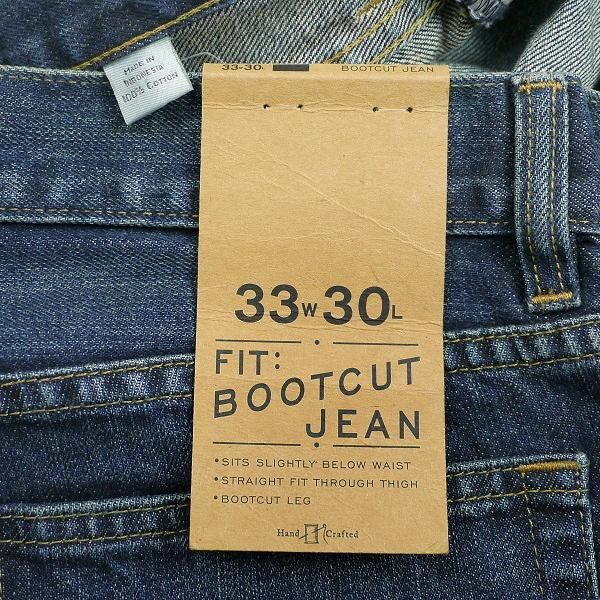 MADE IN
INDONESIA
100% COTTON
33-30
BOOTCUT JEAN
33W 30L
FIT:
BOOTCUT
JEAN
•SITS SLIGHTLY BELOW WAIST
•STRAIGHT FIT THROUGH THIGH
•BOOTCUT LEG
Hand Crafted